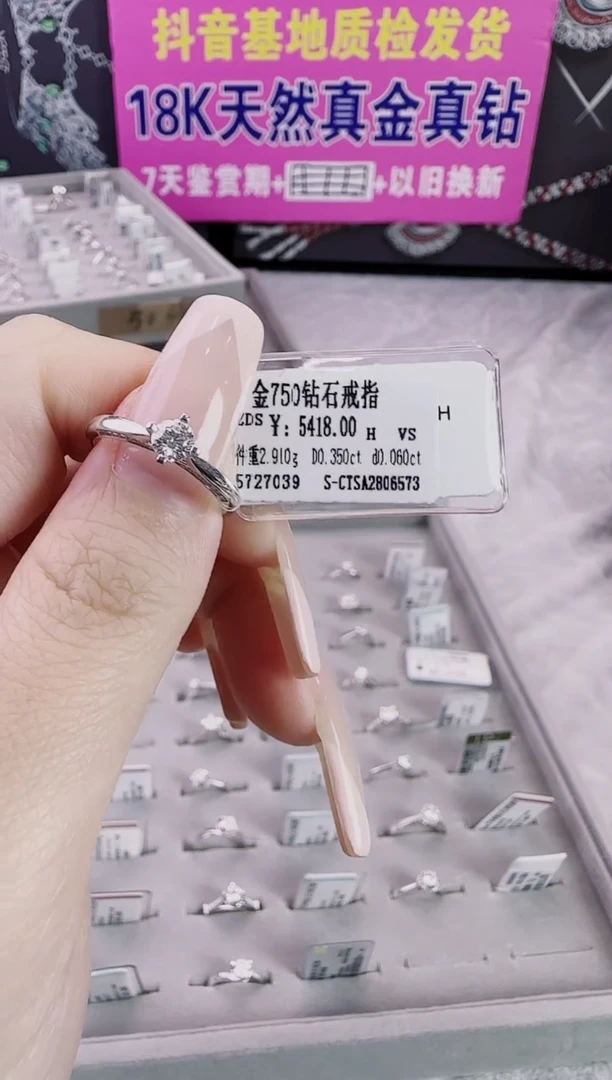 抖音基地质检发货
18K天然真金真钻
7天鉴赏期+
+以旧换新
金750钻石戒指
H
ZDS ¥: 5418.00 H VS
件重2.910g D0.350ct d0.060ct
5727039 S-CTSA2806573